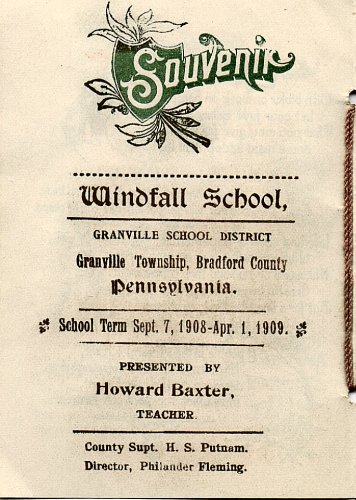 Souvenir
Windfall School,
GRANVILLE SCHOOL DISTRICT
Granville Township, Bradford County
Pennsylvania.
School Term Sept. 7, 1908-Apr. 1, 1909.
PRESENTED BY
Howard Baxter,
TEACHER.
County Supt. H. S. Putnam.
Director, Philander Fleming.